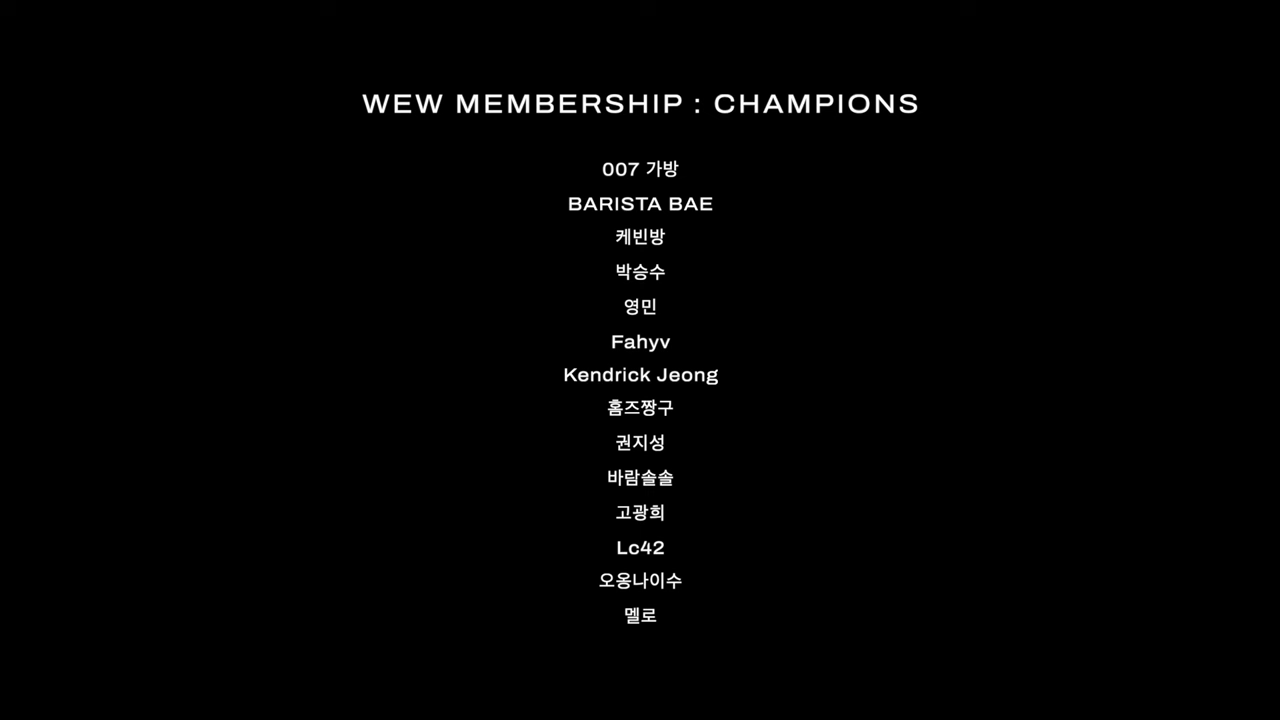 WEW MEMBERSHIP : CHAMPIONS
007 가방
BARISTA BAE
케빈방
박승수
영민
Fahyv
Kendrick Jeong
홈즈짱구
권지성
바람솔솔
고광희
Lc42
오옹나이수
멜로